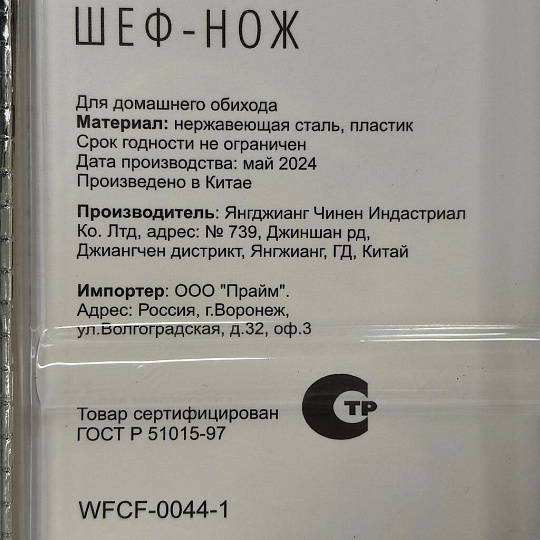 ШЕФ-НОЖ
Для домашнего обихода
Материал: нержавеющая сталь, пластик
Срок годности не ограничен
Дата производства: май 2024
Произведено в Китае
Производитель: Янгджианг Чинен Индастриал
Ко. Лтд, адрес: № 739, Джиншан рд,
Джиангчен дистрикт, Янгжианг, ГД, Китай
Импортер: ООО "Прайм".
Адрес: Россия, г.Воронеж,
ул.Волгоградская, д.32, оф.3
Товар сертифицирован
ГОСТ Р 51015-97
СТР
WFCF-0044-1